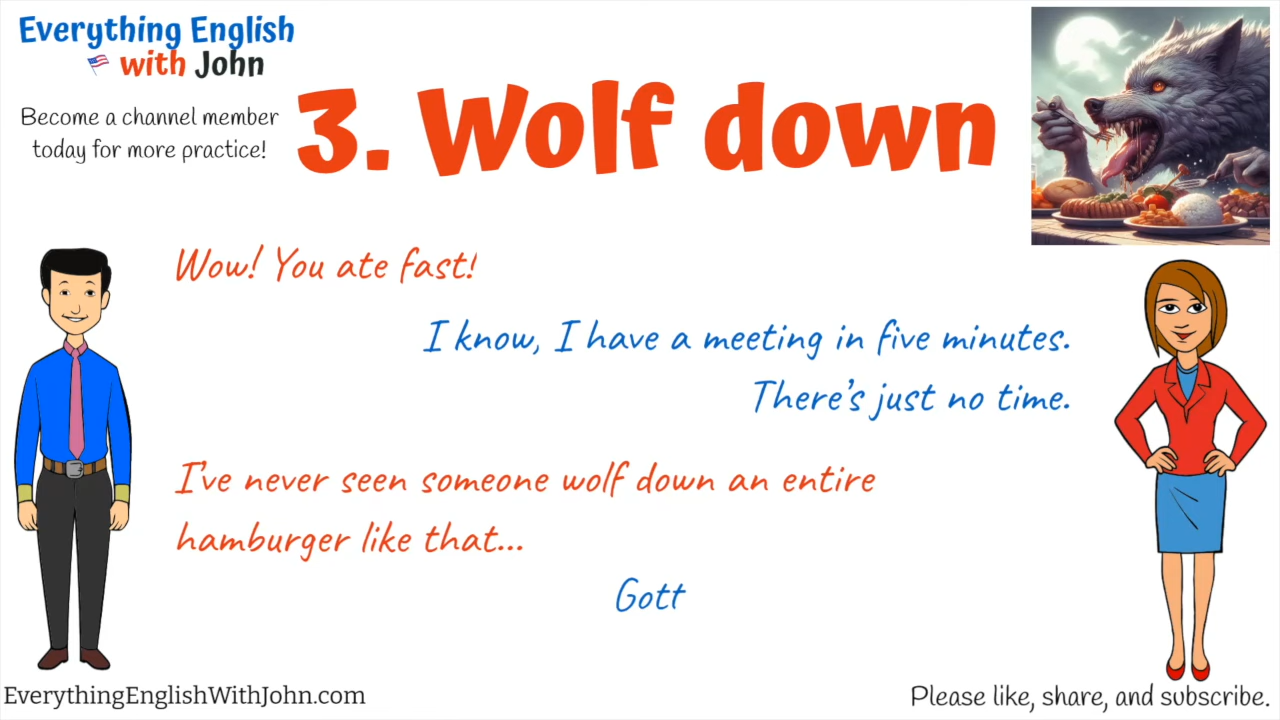 Everything English
with John
Become a channel member
today for more practice!
3. Wolf down
Wow! You ate fast!
I know, I have a meeting in five minutes.
There's just no time.
I've never seen someone wolf down an entire
hamburger like that...
Gott
EverythingEnglishWithJohn.com
Please like, share, and subscribe.